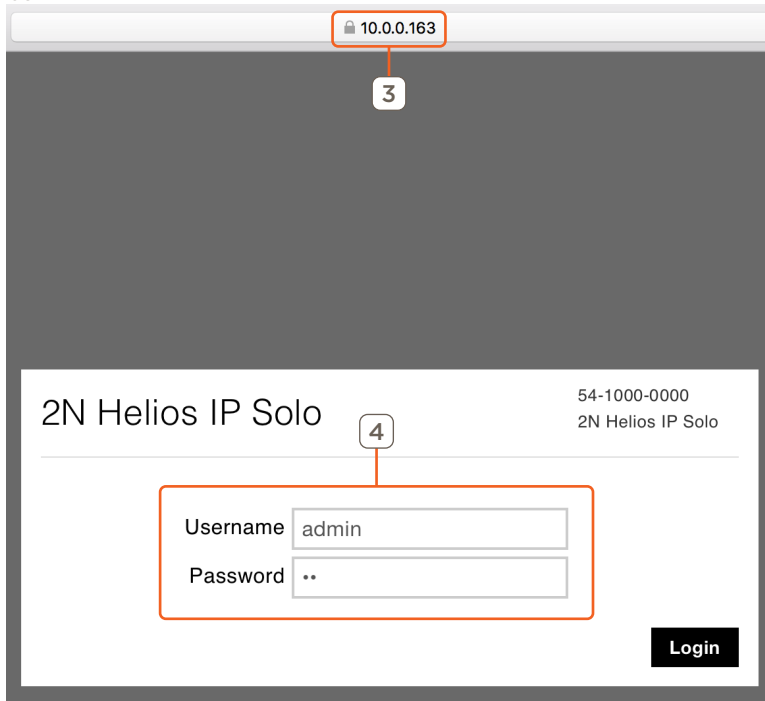 10.0.0.163
3
2N Helios IP Solo
54-1000-0000
2N Helios IP Solo
4
Username admin
Password ••
Login